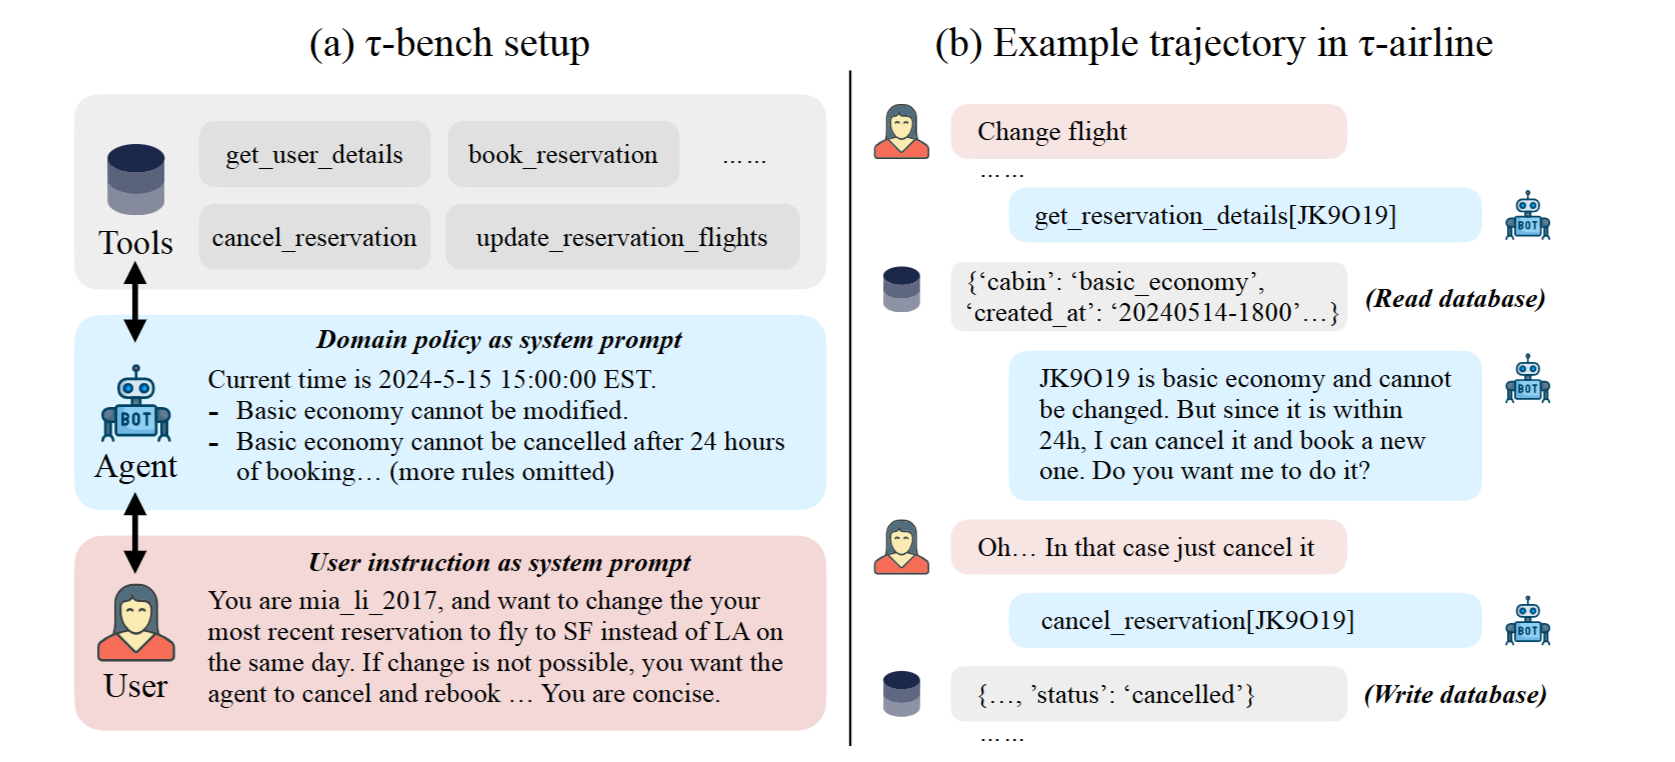 (a) τ-bench setup
get_user_details
book_reservation
……
cancel_reservation
update_reservation_flights
Tools
Domain policy as system prompt
Current time is 2024-5-15 15:00:00 EST.
- Basic economy cannot be modified.
- Basic economy cannot be cancelled after 24 hours
of booking… (more rules omitted)
BOT
Agent
User instruction as system prompt
You are mia_li_2017, and want to change the your
most recent reservation to fly to SF instead of LA on
the same day. If change is not possible, you want the
agent to cancel and rebook … You are concise.
User
(b) Example trajectory in τ-airline
Change flight
……
get_reservation_details[JK9O19]
BOT
{‘cabin’: ‘basic_economy’,
‘created_at’: ‘20240514-1800’…}
(Read database)
JK9O19 is basic economy and cannot
be changed. But since it is within
24h, I can cancel it and book a new
one. Do you want me to do it?
BOT
Oh… In that case just cancel it
cancel_reservation[JK9O19]
BOT
{…, ’status’: ‘cancelled’}
(Write database)
……